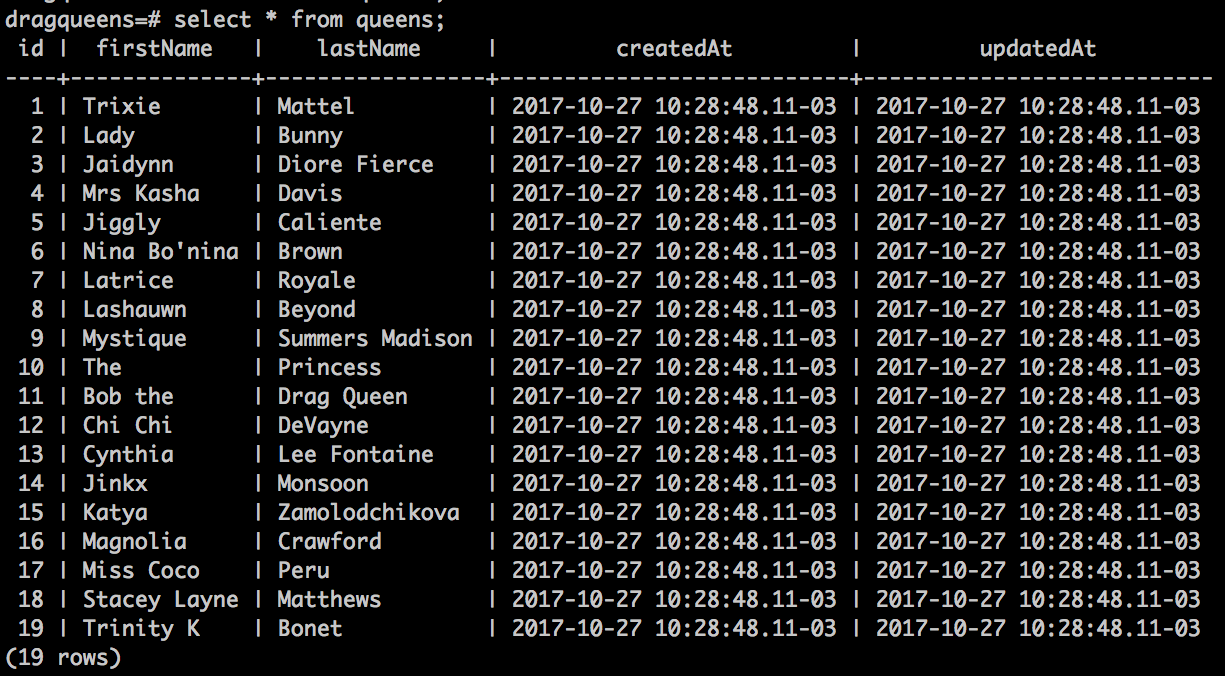 dragqueens=# select * from queens;
 id |  firstName   |    lastName     |         createdAt         |         updatedAt
----+--------------+-----------------+---------------------------+---------------------------
  1 | Trixie       | Mattel          | 2017-10-27 10:28:48.11-03 | 2017-10-27 10:28:48.11-03
  2 | Lady         | Bunny           | 2017-10-27 10:28:48.11-03 | 2017-10-27 10:28:48.11-03
  3 | Jaidynn      | Diore Fierce    | 2017-10-27 10:28:48.11-03 | 2017-10-27 10:28:48.11-03
  4 | Mrs Kasha    | Davis           | 2017-10-27 10:28:48.11-03 | 2017-10-27 10:28:48.11-03
  5 | Jiggly       | Caliente        | 2017-10-27 10:28:48.11-03 | 2017-10-27 10:28:48.11-03
  6 | Nina Bo'nina | Brown           | 2017-10-27 10:28:48.11-03 | 2017-10-27 10:28:48.11-03
  7 | Latrice      | Royale          | 2017-10-27 10:28:48.11-03 | 2017-10-27 10:28:48.11-03
  8 | Lashauwn     | Beyond          | 2017-10-27 10:28:48.11-03 | 2017-10-27 10:28:48.11-03
  9 | Mystique     | Summers Madison | 2017-10-27 10:28:48.11-03 | 2017-10-27 10:28:48.11-03
 10 | The          | Princess        | 2017-10-27 10:28:48.11-03 | 2017-10-27 10:28:48.11-03
 11 | Bob the      | Drag Queen      | 2017-10-27 10:28:48.11-03 | 2017-10-27 10:28:48.11-03
 12 | Chi Chi      | DeVayne         | 2017-10-27 10:28:48.11-03 | 2017-10-27 10:28:48.11-03
 13 | Cynthia      | Lee Fontaine    | 2017-10-27 10:28:48.11-03 | 2017-10-27 10:28:48.11-03
 14 | Jinkx        | Monsoon         | 2017-10-27 10:28:48.11-03 | 2017-10-27 10:28:48.11-03
 15 | Katya        | Zamolodchikova  | 2017-10-27 10:28:48.11-03 | 2017-10-27 10:28:48.11-03
 16 | Magnolia     | Crawford        | 2017-10-27 10:28:48.11-03 | 2017-10-27 10:28:48.11-03
 17 | Miss Coco    | Peru            | 2017-10-27 10:28:48.11-03 | 2017-10-27 10:28:48.11-03
 18 | Stacey Layne | Matthews        | 2017-10-27 10:28:48.11-03 | 2017-10-27 10:28:48.11-03
 19 | Trinity K    | Bonet           | 2017-10-27 10:28:48.11-03 | 2017-10-27 10:28:48.11-03
(19 rows)